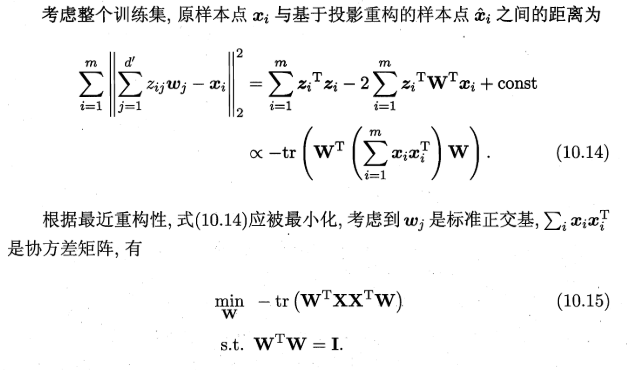 考虑整个训练集, 原样本点 $\boldsymbol{x}_i$ 与基于投影重构的样本点 $\hat{\boldsymbol{x}}_i$ 之间的距离为
$\sum_{i=1}^{m} \left\| \sum_{j=1}^{d'} z_{ij}\boldsymbol{w}_j - \boldsymbol{x}_i \right\|_2^2 = \sum_{i=1}^{m} \boldsymbol{z}_i^{\mathrm{T}}\boldsymbol{z}_i - 2\sum_{i=1}^{m} \boldsymbol{z}_i^{\mathrm{T}}\mathbf{W}^{\mathrm{T}}\boldsymbol{x}_i + \mathrm{const}$
$\propto -\mathrm{tr}\left( \mathbf{W}^{\mathrm{T}} \left( \sum_{i=1}^{m} \boldsymbol{x}_i\boldsymbol{x}_i^{\mathrm{T}} \right) \mathbf{W} \right).$ (10.14)
根据最近重构性, 式(10.14)应被最小化, 考虑到 $\boldsymbol{w}_j$ 是标准正交基, $\sum_i \boldsymbol{x}_i\boldsymbol{x}_i^{\mathrm{T}}$
是协方差矩阵, 有
$\min_{\mathbf{W}} \ -\mathrm{tr}\left( \mathbf{W}^{\mathrm{T}}\mathbf{X}\mathbf{X}^{\mathrm{T}}\mathbf{W} \right)$ (10.15)
$\mathrm{s.t.} \ \mathbf{W}^{\mathrm{T}}\mathbf{W} = \mathbf{I}.$